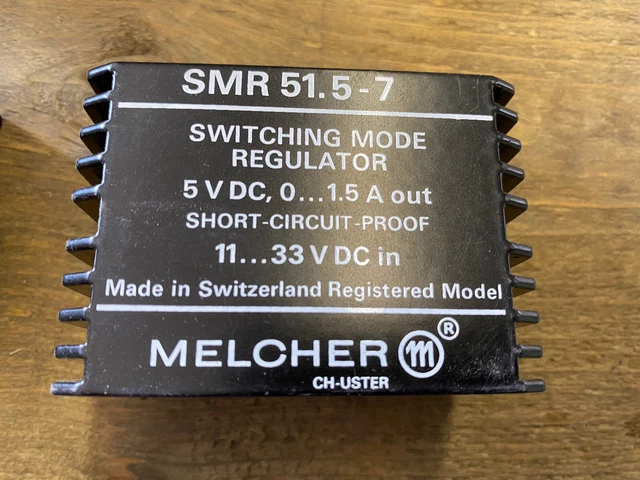 SMR 51.5-7
SWITCHING MODE
REGULATOR
5 V DC, 0...1.5 A out
SHORT-CIRCUIT-PROOF
11...33 V DC in
Made in Switzerland Registered Model
MELCHER m ®
CH-USTER